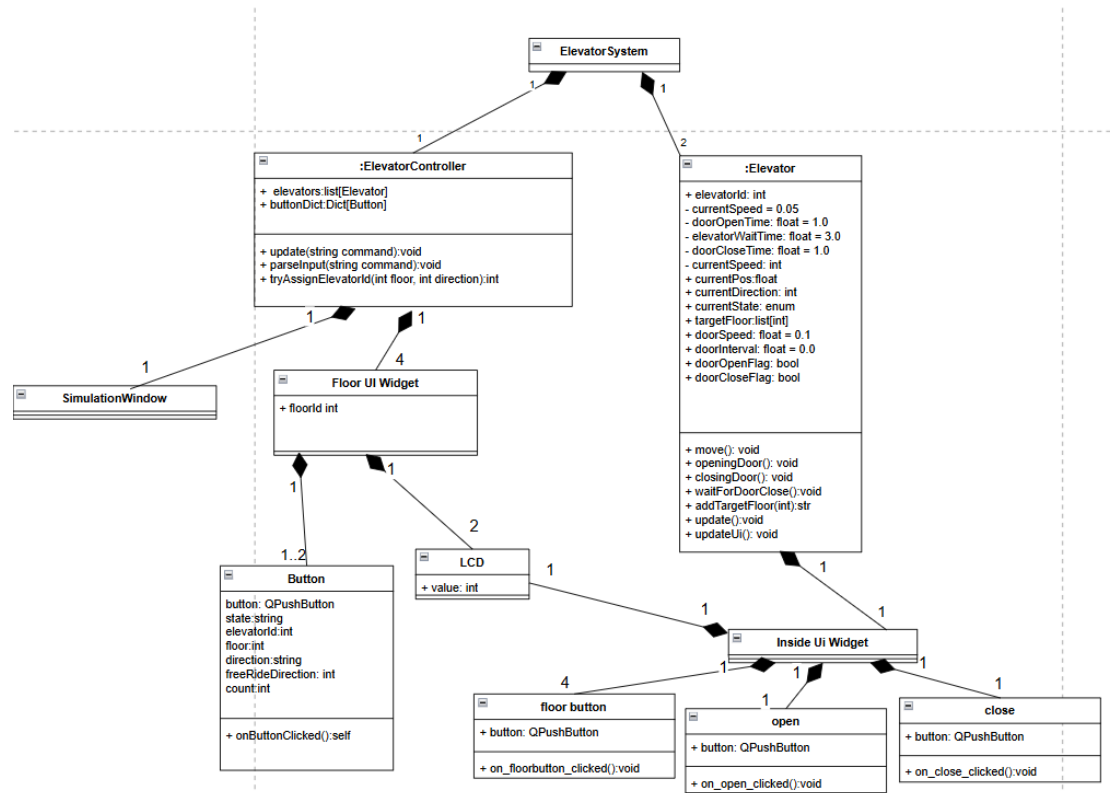 ElevatorSystem
1
1
1
2
:ElevatorController
+ elevators:list[Elevator]
+ buttonDict:Dict[Button]
+ update(string command):void
+ parseInput(string command):void
+ tryAssignElevatorId(int floor, int direction):int
:Elevator
+ elevatorId: int
- currentSpeed = 0.05
- doorOpenTime: float = 1.0
- elevatorWaitTime: float = 3.0
- doorCloseTime: float = 1.0
- currentSpeed: int
+ currentPos:float
+ currentDirection: int
+ currentState: enum
+ targetFloor:list[int]
+ doorSpeed: float = 0.1
+ doorInterval: float = 0.0
+ doorOpenFlag: bool
+ doorCloseFlag: bool
+ move(): void
+ openingDoor(): void
+ closingDoor(): void
+ waitForDoorClose():void
+ addTargetFloor(int):str
+ update():void
+ updateUi(): void
1
1
1
4
SimulationWindow
Floor UI Widget
+ floorId int
1
1
1..2
2
Button
button: QPushButton
state:string
elevatorId:int
floor:int
direction:string
freeRideDirection: int
count:int
+ onButtonClicked():self
LCD
+ value: int
1
1
1
1
Inside Ui Widget
1
1
1
4
1
1
floor button
+ button: QPushButton
+ on_floorbutton_clicked():void
open
+ button: QPushButton
+ on_open_clicked():void
close
+ button: QPushButton
+ on_close_clicked():void